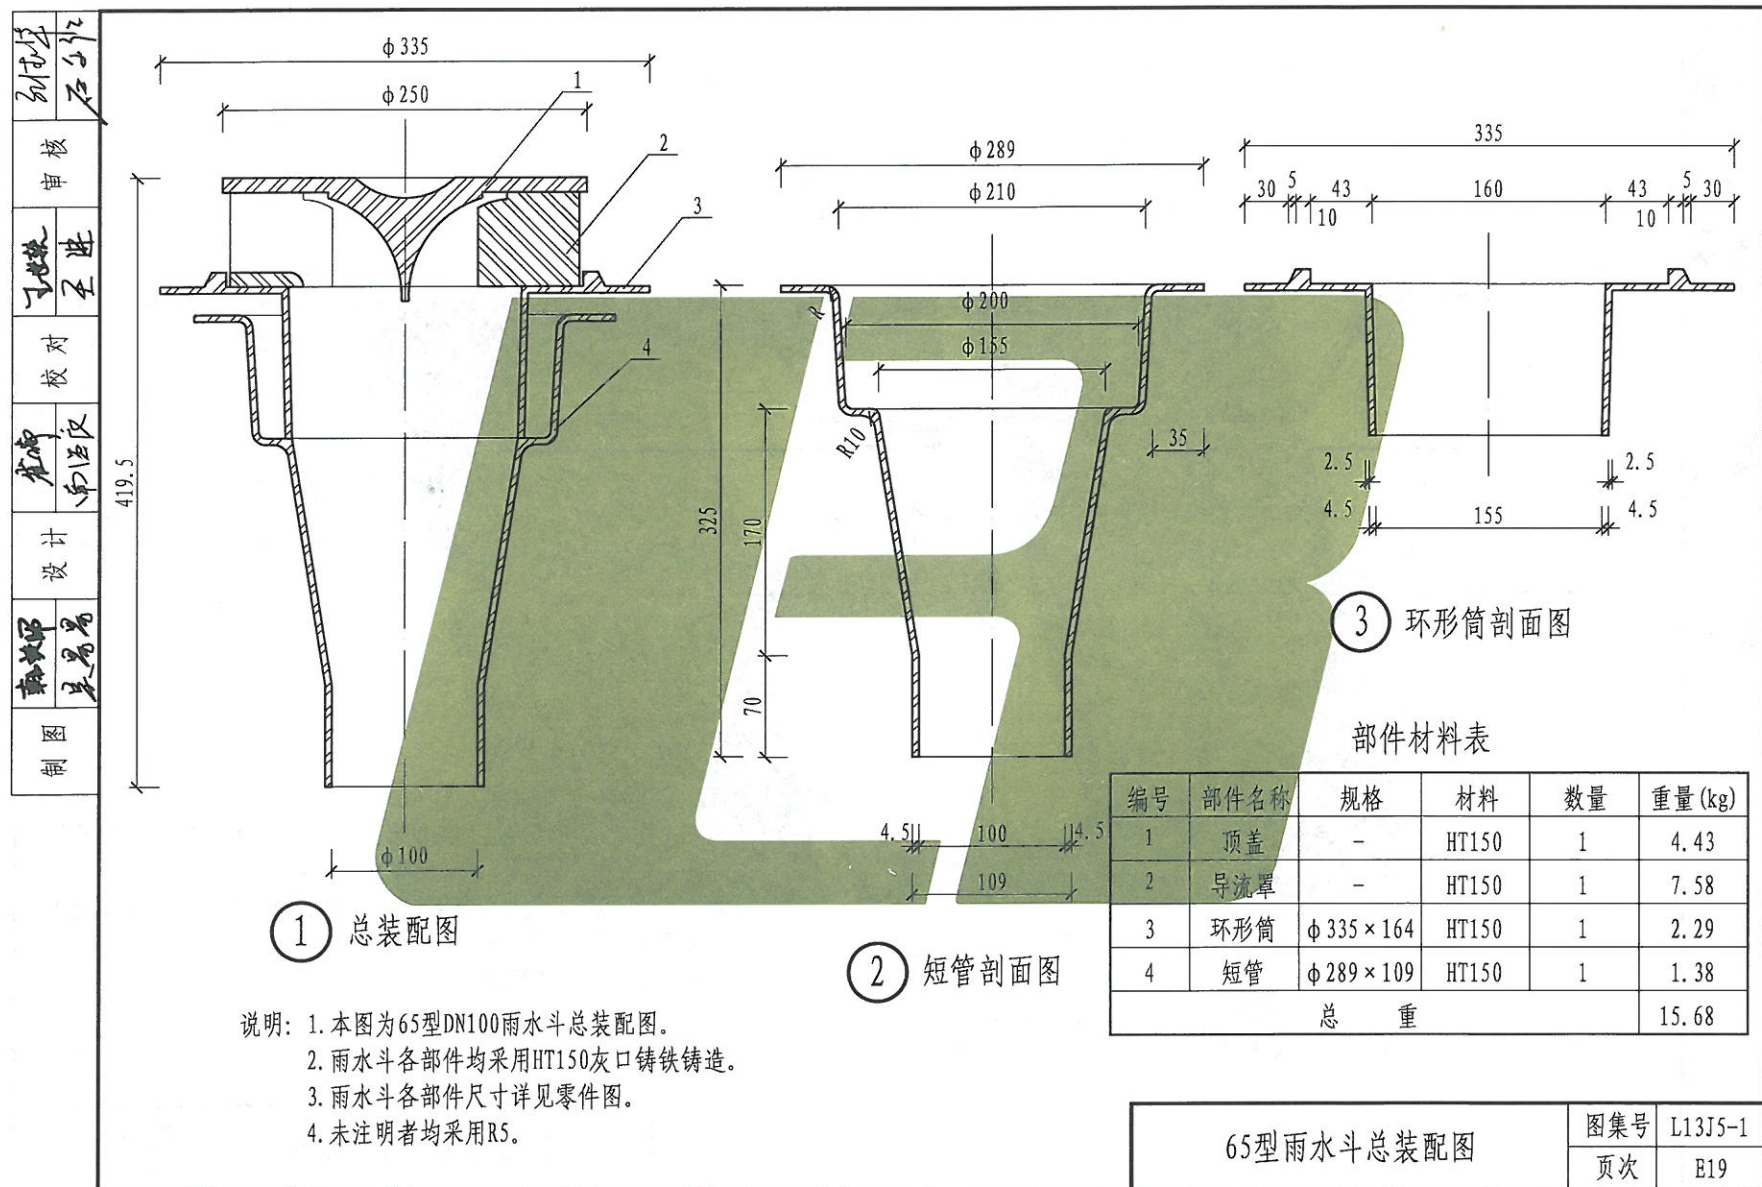 审核
校对
设计
制图
φ335
φ250
1
2
3
4
419.5
φ100
1 总装配图
φ289
φ210
φ200
φ155
R
R10
35
325
170
70
4.5 100 4.5
109
2 短管剖面图
335
30 5 43 160 43 5 30
10 10
2.5 2.5
4.5 155 4.5
3 环形筒剖面图
部件材料表
编号 部件名称 规格 材料 数量 重量(kg)
1 顶盖 - HT150 1 4.43
2 导流罩 - HT150 1 7.58
3 环形筒 φ335×164 HT150 1 2.29
4 短管 φ289×109 HT150 1 1.38
总 重 15.68
说明: 1.本图为65型DN100雨水斗总装配图。
2.雨水斗各部件均采用HT150灰口铸铁铸造。
3.雨水斗各部件尺寸详见零件图。
4.未注明者均采用R5。
65型雨水斗总装配图
图集号 L13J5-1
页次 E19